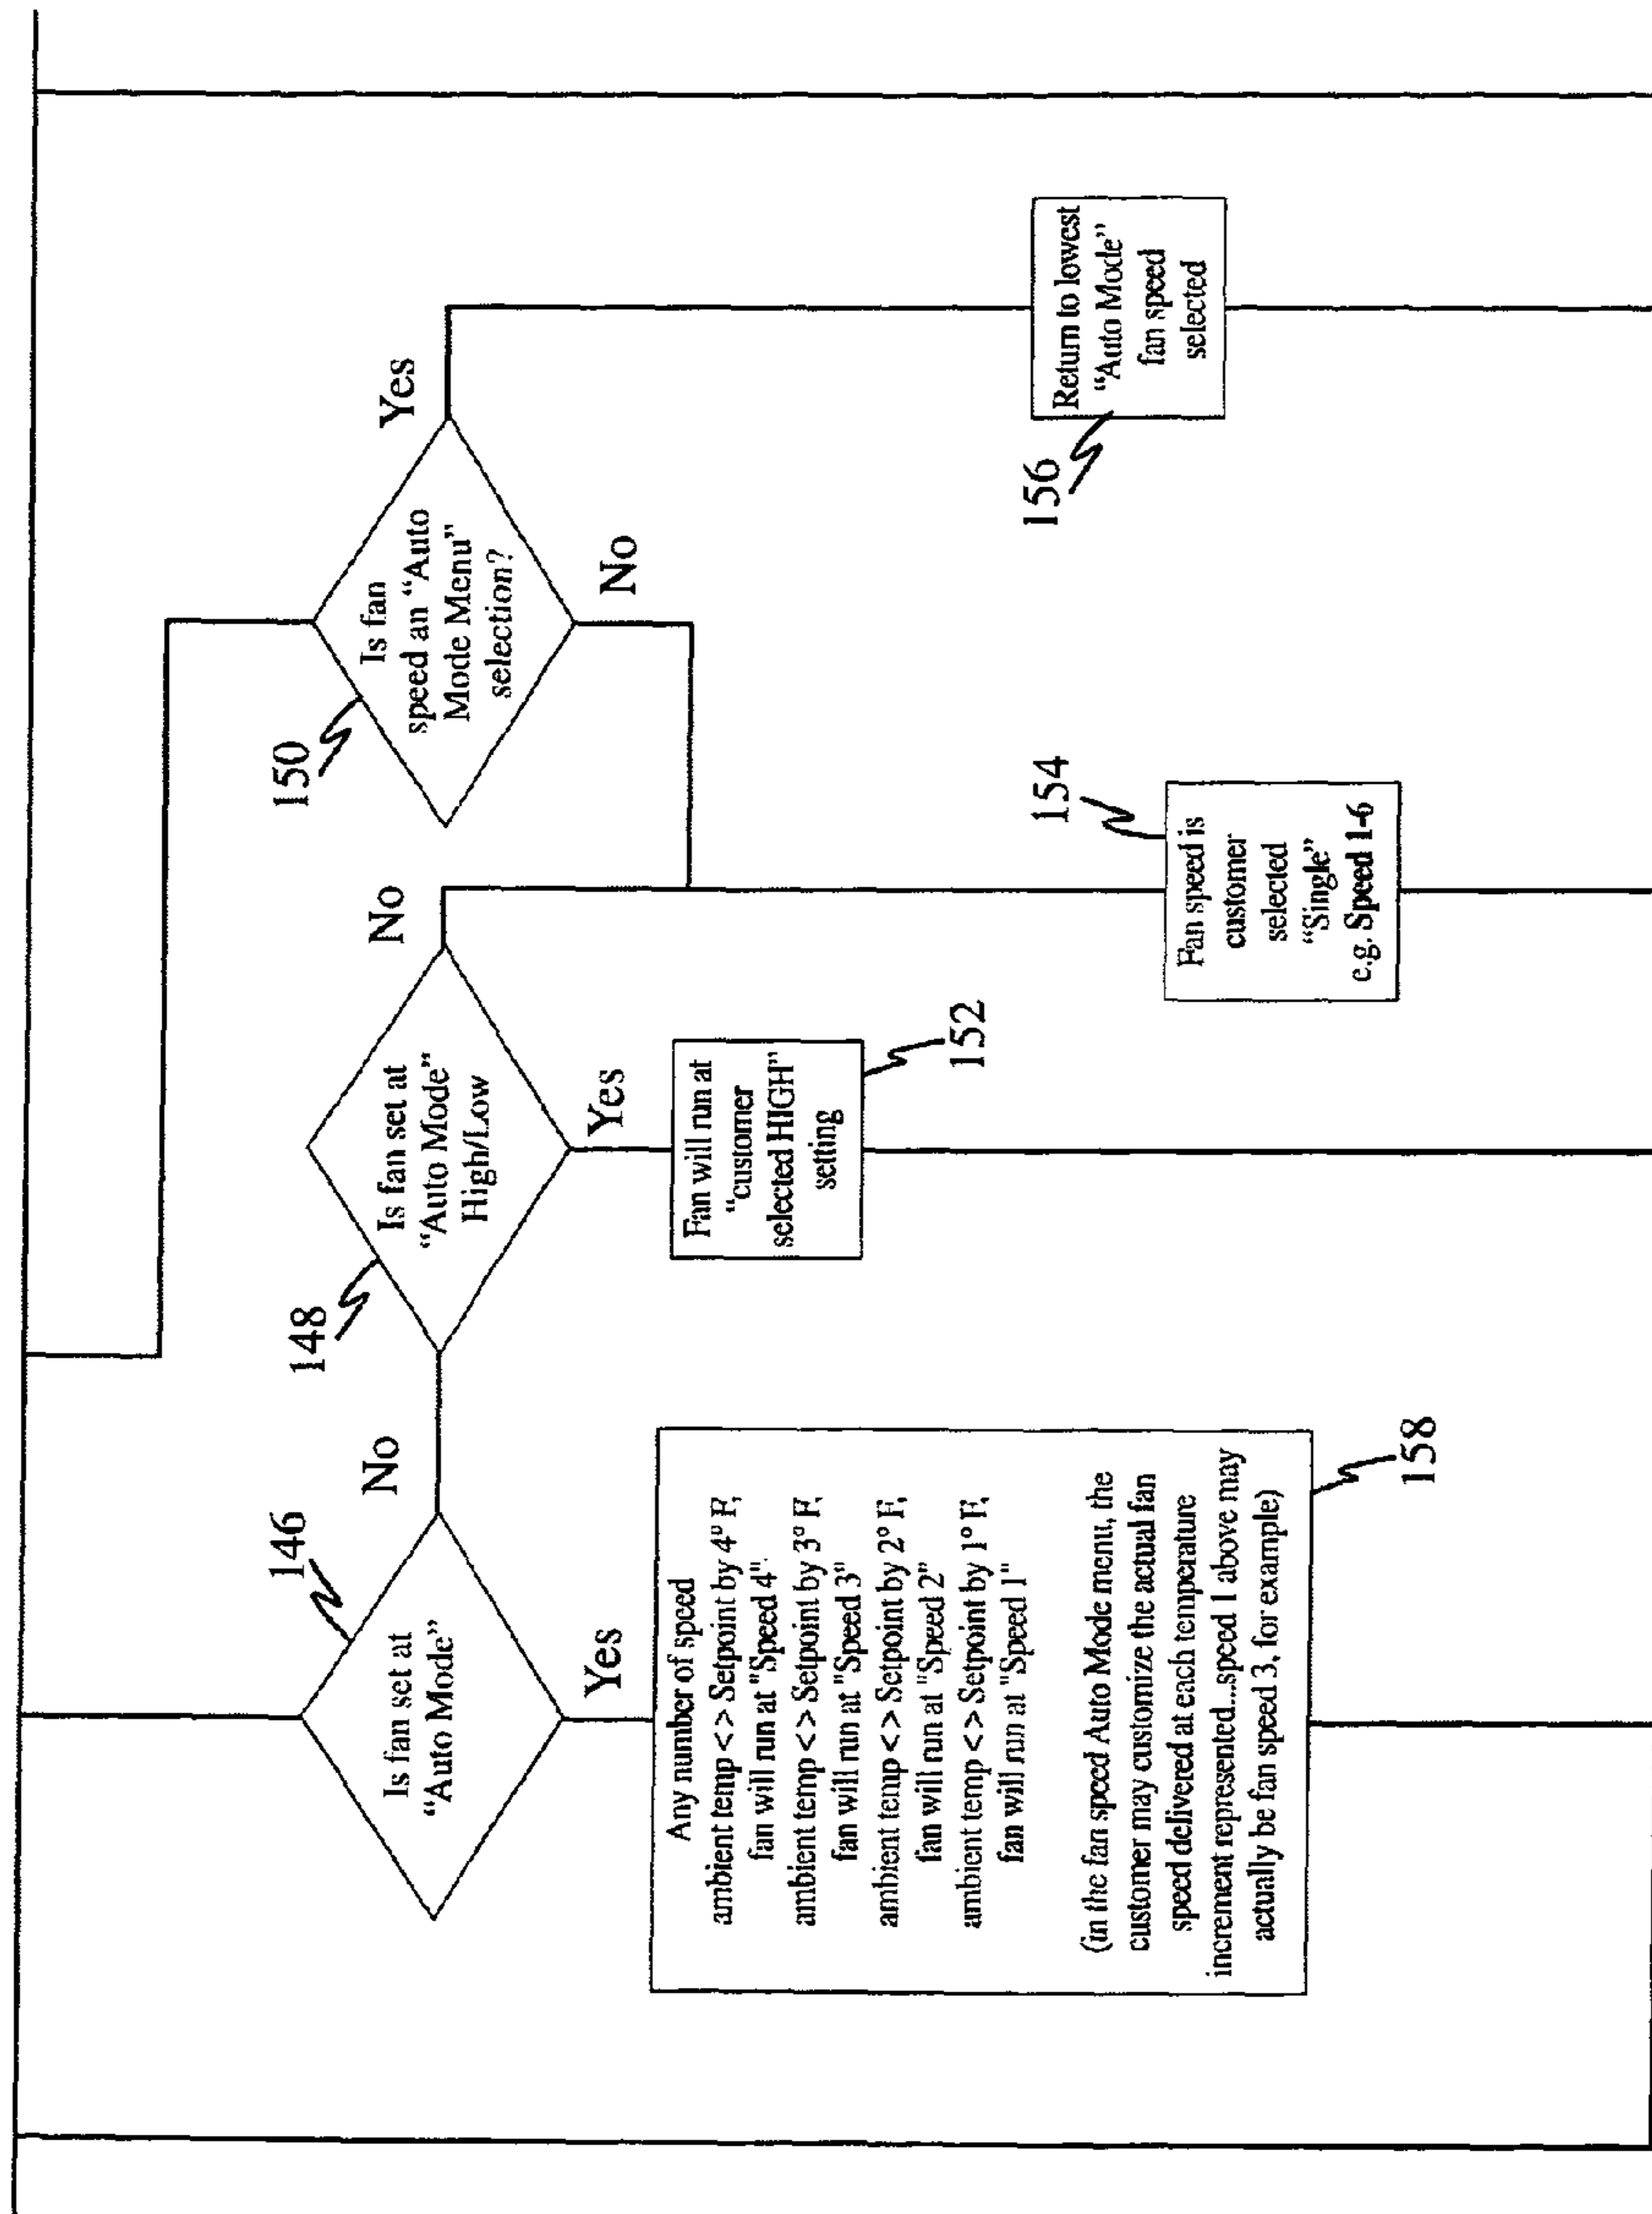 146
Is fan set at
“Auto Mode”
No
Yes
148
Is fan set at
“Auto Mode”
High/Low
No
Yes
150
Is fan
speed an “Auto
Mode Menu”
selection?
Yes
No
Any number of speed
ambient temp < > Setpoint by 4º F,
fan will run at "Speed 4"
ambient temp < > Setpoint by 3º F,
fan will run at "Speed 3"
ambient temp < > Setpoint by 2º F,
fan will run at "Speed 2"
ambient temp < > Setpoint by 1º F,
fan will run at "Speed 1"
(in the fan speed Auto Mode menu, the
customer may customize the actual fan
speed delivered at each temperature
increment represented...speed 1 above may
actually be fan speed 3, for example)
158
Fan will run at
“customer
selected HIGH”
setting
152
154
Fan speed is
customer
selected
“Single”
e.g. Speed 1-6
156
Return to lowest
“Auto Mode”
fan speed
selected